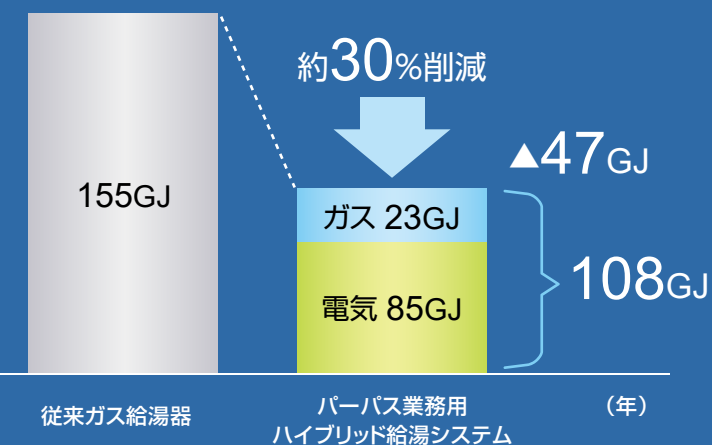 約30%削減
▲47GJ
155GJ
ガス 23GJ
電気 85GJ
108GJ
従来ガス給湯器
パーパス業務用
ハイブリッド給湯システム
（年）